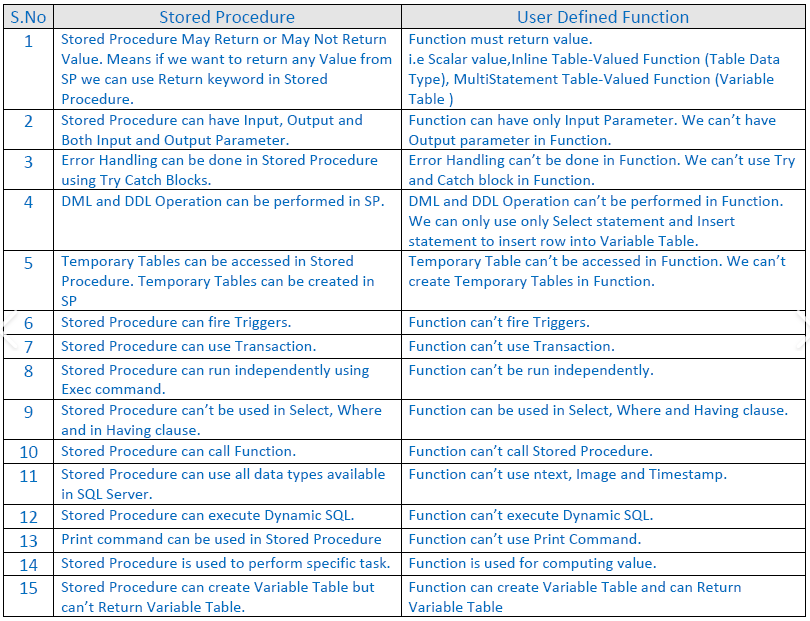 S.No Stored Procedure User Defined Function
1 Stored Procedure May Return or May Not Return
Value. Means if we want to return any Value from
SP we can use Return keyword in Stored
Procedure.
Function must return value.
i.e Scalar value,Inline Table-Valued Function (Table Data
Type), MultiStatement Table-Valued Function (Variable
Table )
2 Stored Procedure can have Input, Output and
Both Input and Output Parameter.
Function can have only Input Parameter. We can't have
Output parameter in Function.
3 Error Handling can be done in Stored Procedure
using Try Catch Blocks.
Error Handling can't be done in Function. We can't use Try
and Catch block in Function.
4 DML and DDL Operation can be performed in SP.
DML and DDL Operation can't be performed in Function.
We can only use only Select statement and Insert
statement to insert row into Variable Table.
5 Temporary Tables can be accessed in Stored
Procedure. Temporary Tables can be created in
SP
Temporary Table can't be accessed in Function. We can't
create Temporary Tables in Function.
6 Stored Procedure can fire Triggers.
Function can't fire Triggers.
7 Stored Procedure can use Transaction.
Function can't use Transaction.
8 Stored Procedure can run independently using
Exec command.
Function can't be run independently.
9 Stored Procedure can't be used in Select, Where
and in Having clause.
Function can be used in Select, Where and Having clause.
10 Stored Procedure can call Function.
Function can't call Stored Procedure.
11 Stored Procedure can use all data types available
in SQL Server.
Function can't use ntext, Image and Timestamp.
12 Stored Procedure can execute Dynamic SQL.
Function can't execute Dynamic SQL.
13 Print command can be used in Stored Procedure
Function can't use Print Command.
14 Stored Procedure is used to perform specific task.
Function is used for computing value.
15 Stored Procedure can create Variable Table but
can't Return Variable Table.
Function can create Variable Table and can Return
Variable Table